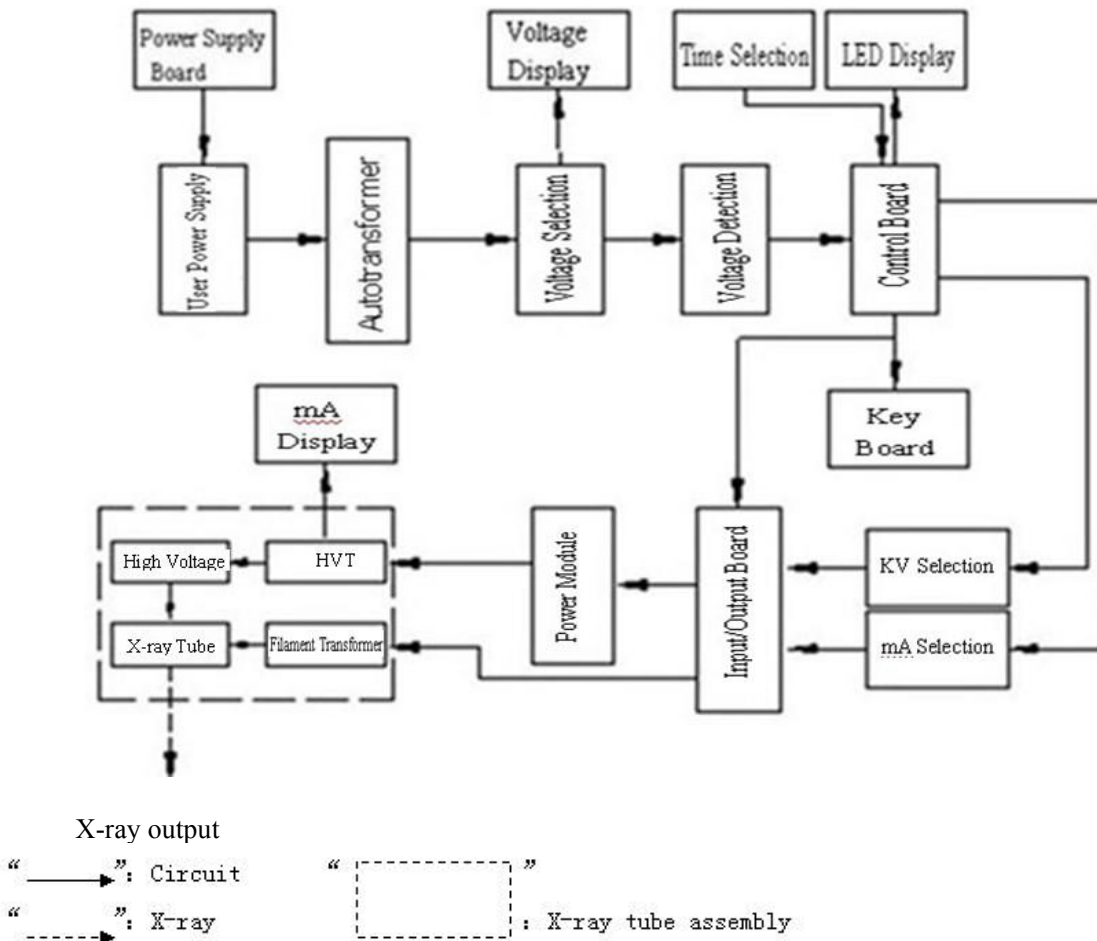 Power Supply
Board
Voltage
Display
Time Selection
LED Display
User Power Supply
Autotransformer
Voltage Selection
Voltage Detection
Control Board
mA
Display
Key
Board
High Voltage
HVT
Power Module
Input/Output Board
KV Selection
X-ray Tube
Filament Transformer
mA Selection
X-ray output
“ ”: Circuit
“ ”
“ ”: X-ray
: X-ray tube assembly